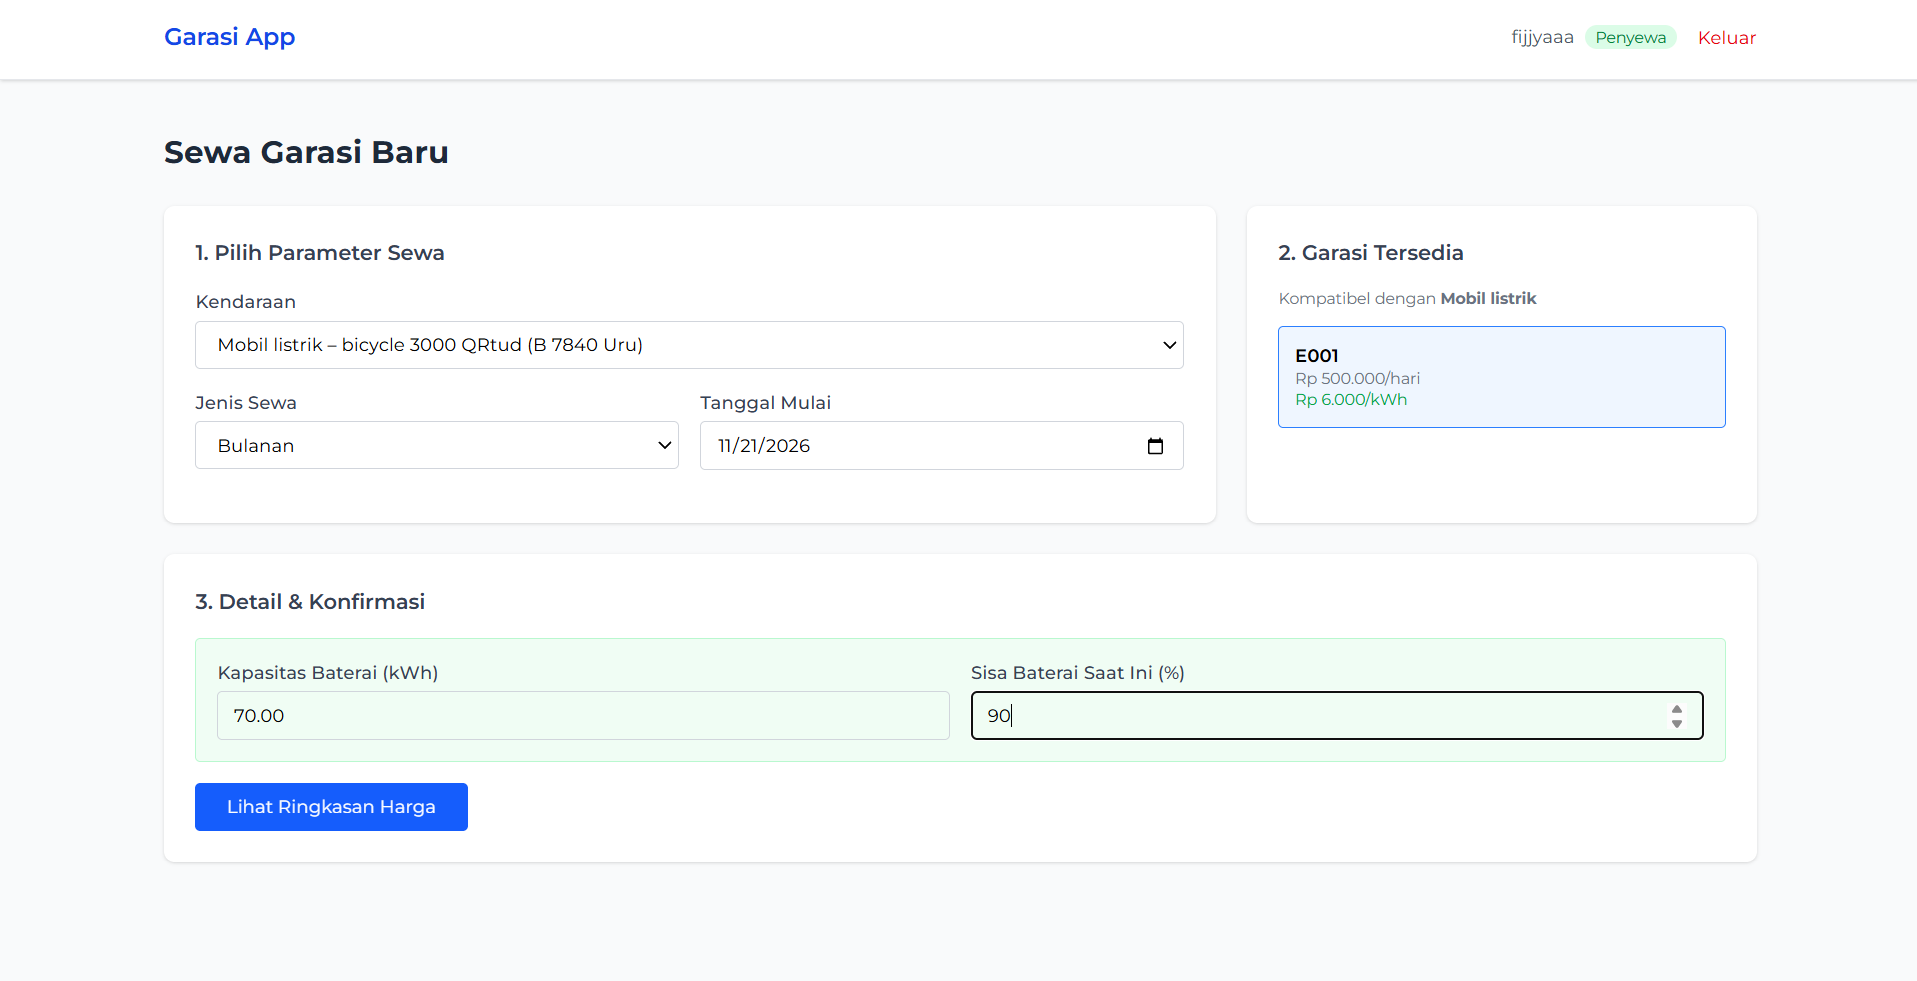 Garasi App
fijjyaaa Penyewa Keluar
Sewa Garasi Baru
1. Pilih Parameter Sewa
Kendaraan
Mobil listrik – bicycle 3000 QRtud (B 7840 Uru)
Jenis Sewa
Bulanan
Tanggal Mulai
11/21/2026
2. Garasi Tersedia
Kompatibel dengan Mobil listrik
E001
Rp 500.000/hari
Rp 6.000/kWh
3. Detail & Konfirmasi
Kapasitas Baterai (kWh)
70.00
Sisa Baterai Saat Ini (%)
90
Lihat Ringkasan Harga